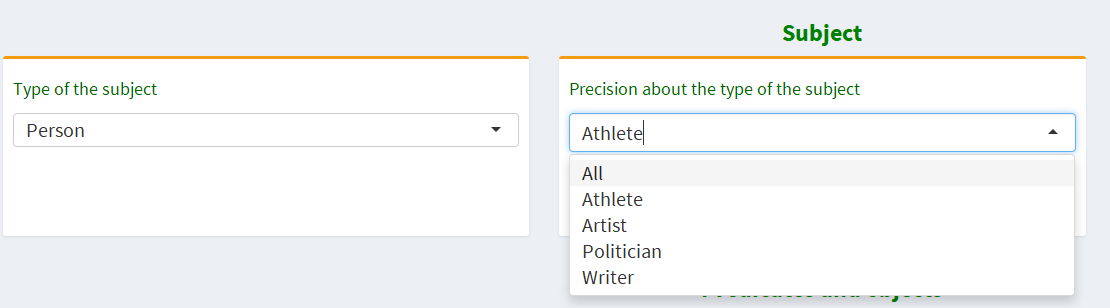 Subject
Type of the subject
Precision about the type of the subject
Person
Athlete
All
Athlete
Artist
Politician
Writer